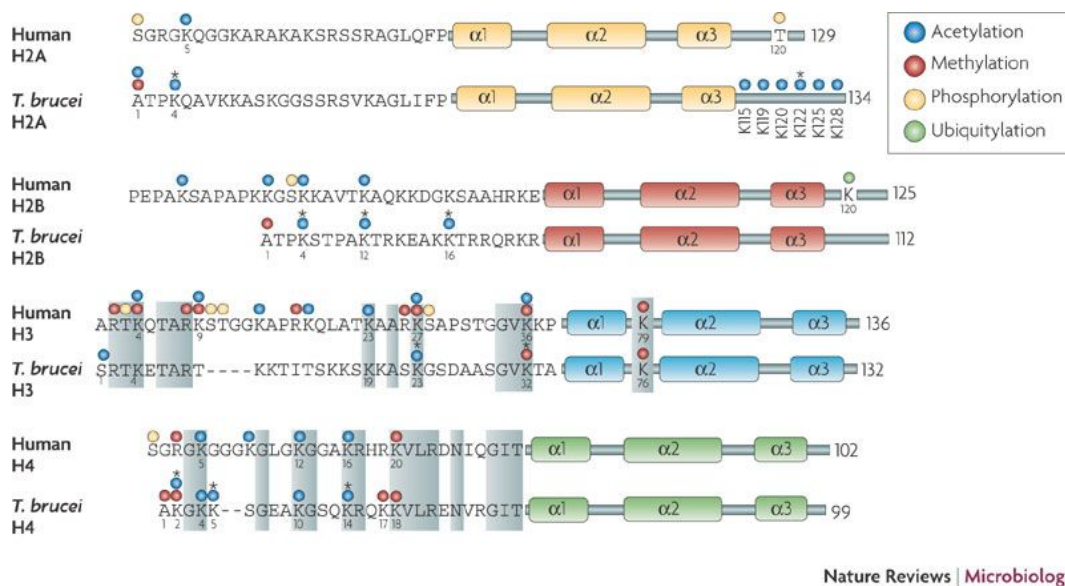 Human H2A SGRGKQGGKARAKAKSRSSRAGLQFP α1 α2 α3 T 129
5 120
T. brucei H2A ATPKQAVKKASKGGSSRSVKAGLIFP α1 α2 α3 134
1 4 K115 K119 K120 K122 K125 K128
Human H2B PEPAKSAPAPKKGSKKAVTKAQKKDGKSAAHRKE α1 α2 α3 K 125
120
T. brucei H2B ATPKSTPAKTRKEAKKTRRQRKR α1 α2 α3 112
1 4 12 16
Human H3 ARTKQTARKSTGGKAPRKQLATKAARKSAPSTGGVKKP α1 K α2 α3 136
4 9 23 27 36 79
T. brucei H3 SRTKETART----KKTITSKKSKKASKGSDAASGVKTA α1 K α2 α3 132
1 4 19 23 32 76
Human H4 SGRGKGGKGLGKGGAKRHRKVLRDNIQGIT α1 α2 α3 102
5 12 16 20
T. brucei H4 AKGKK--SGEAKGSQKRQKKVLRENVRGIT α1 α2 α3 99
1 2 4 5 10 14 17 18
Acetylation
Methylation
Phosphorylation
Ubiquitylation
* * * * * * * * *
Nature Reviews | Microbiolog